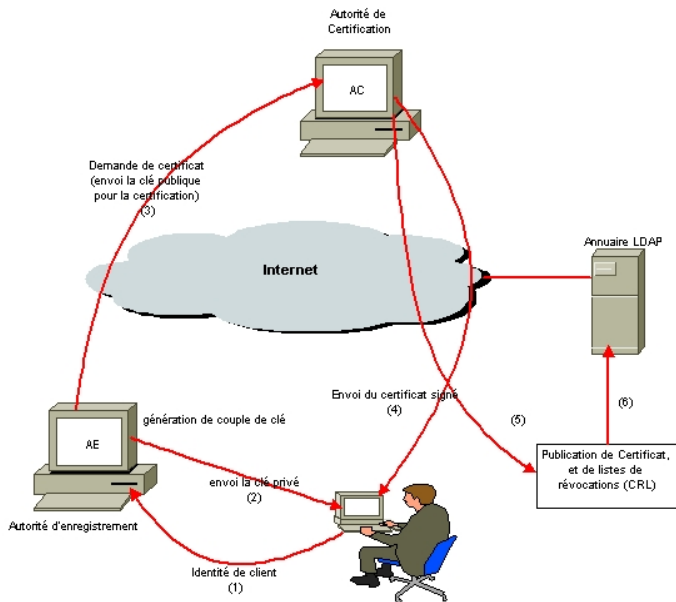 Autorité de
Certification
AC
Demande de certificat
(envoi la clé publique
pour la certification)
(3)
Annuaire LDAP
Internet
Envoi du certificat signé
(4)
(5)
(6)
génération de couple de clé
AE
Publication de Certificat,
et de listes de
révocations (CRL)
envoi la clé privé
(2)
Autorité d'enregistrement
Identité de client
(1)